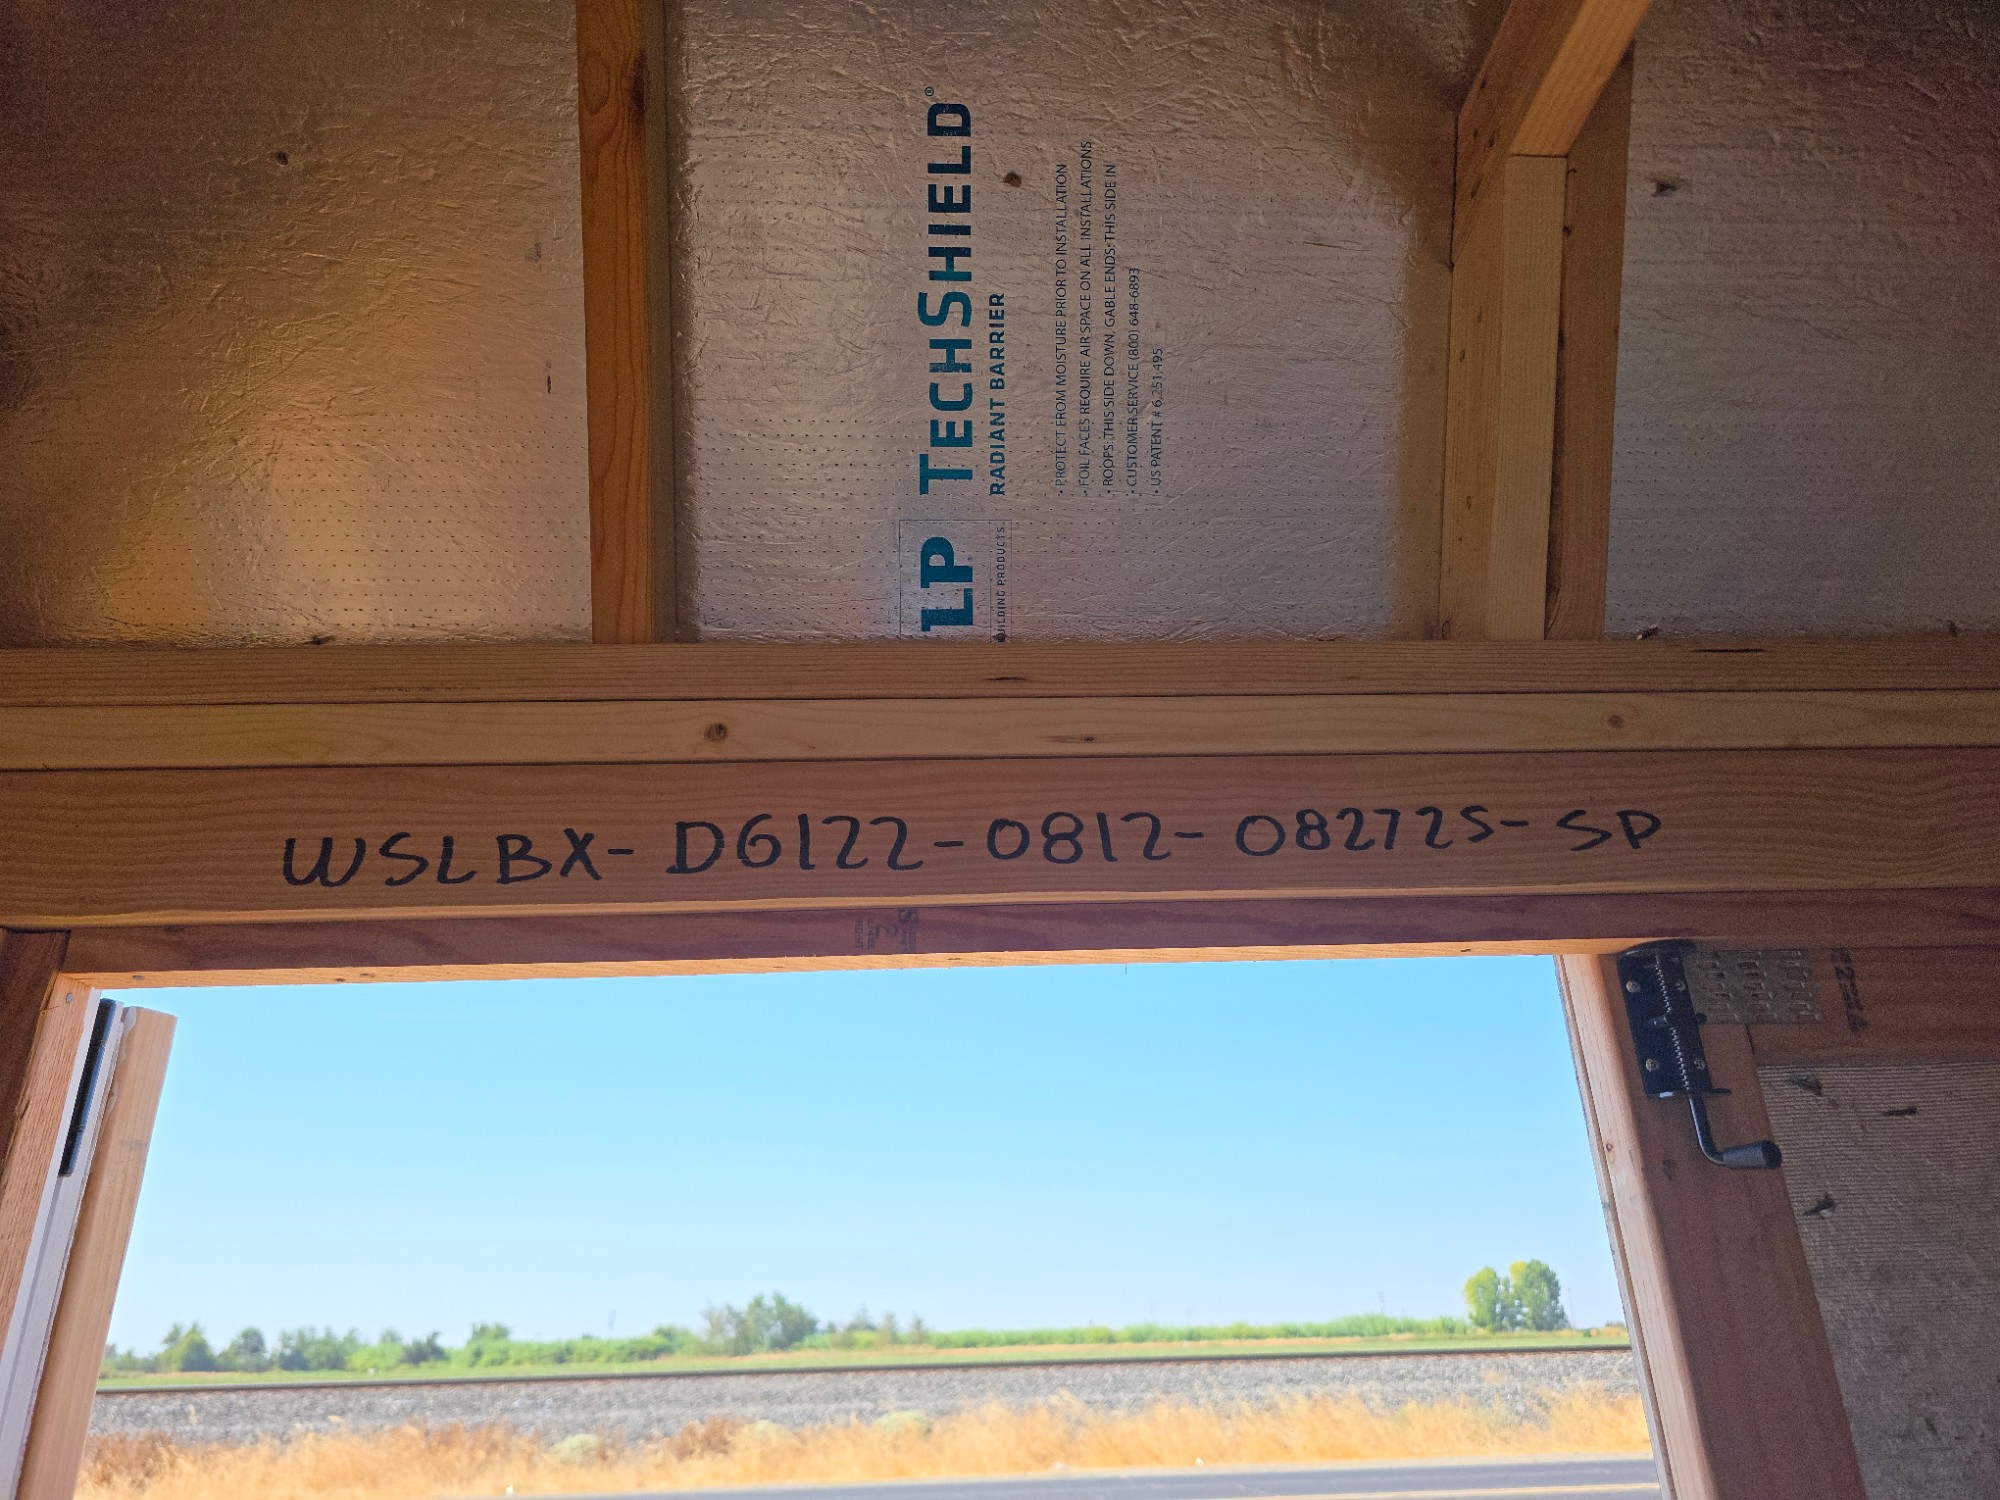 LP TECHSHIELD®
BUILDING PRODUCTS
RADIANT BARRIER
• PROTECT FROM MOISTURE PRIOR TO INSTALLATION
• FOIL FACES REQUIRE AIR SPACE ON ALL INSTALLATIONS
• ROOFS: THIS SIDE DOWN, GABLE ENDS: THIS SIDE IN
• CUSTOMER SERVICE (800) 648-6893
• US PATENT # 6,251,495
WSLBX-DG122-0812-082725-SP